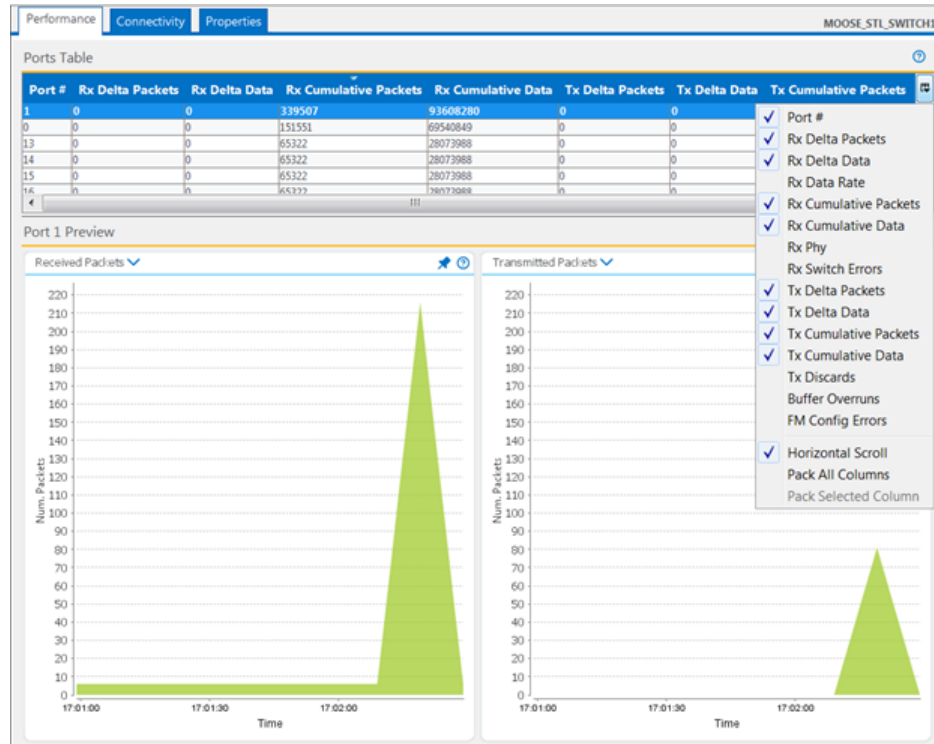 Performance Connectivity Properties MOOSE_STL_SWITCH1
Ports Table
Port # Rx Delta Packets Rx Delta Data Rx Cumulative Packets Rx Cumulative Data Tx Delta Packets Tx Delta Data Tx Cumulative Packets
1 0 0 339507 93608280 0 0
0 0 0 151551 69540849 0 0
13 0 0 65322 28073988 0 0
14 0 0 65322 28073988 0 0
15 0 0 65322 28073988 0 0
16 0 0 65322 28073988 0 0
Port #
Rx Delta Packets
Rx Delta Data
Rx Data Rate
Rx Cumulative Packets
Rx Cumulative Data
Rx Phy
Rx Switch Errors
Tx Delta Packets
Tx Delta Data
Tx Cumulative Packets
Tx Cumulative Data
Tx Discards
Buffer Overruns
FM Config Errors
Horizontal Scroll
Pack All Columns
Pack Selected Column
Port 1 Preview
Received Packets
220
210
200
190
180
170
160
150
140
130
120
110
100
90
80
70
60
50
40
30
20
10
0
Num. Packets
17:01:00 17:01:30 17:02:00
Time
Transmitted Packets
220
210
200
190
180
170
160
150
140
130
120
110
100
90
80
70
60
50
40
30
20
10
0
Num. Packets
17:01:00 17:01:30 17:02:00
Time